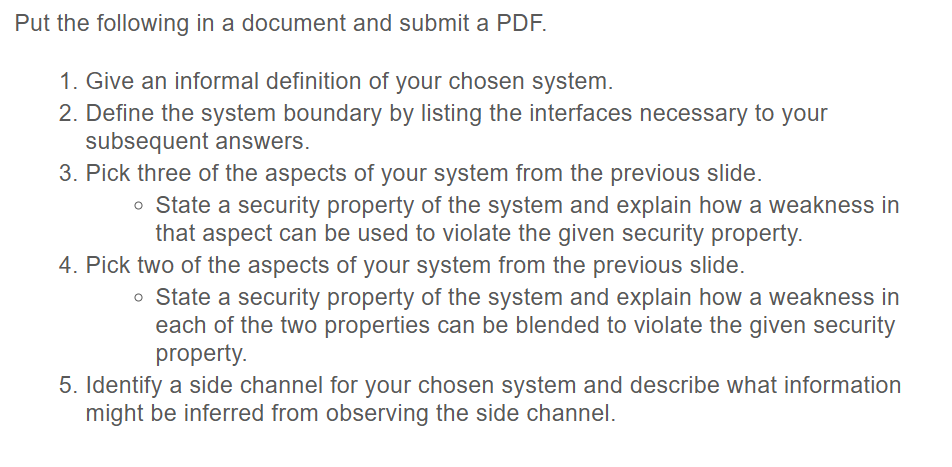 Put the following in a document and submit a PDF.
1. Give an informal definition of your chosen system.
2. Define the system boundary by listing the interfaces necessary to your
subsequent answers.
3. Pick three of the aspects of your system from the previous slide.
◦ State a security property of the system and explain how a weakness in
that aspect can be used to violate the given security property.
4. Pick two of the aspects of your system from the previous slide.
◦ State a security property of the system and explain how a weakness in
each of the two properties can be blended to violate the given security
property.
5. Identify a side channel for your chosen system and describe what information
might be inferred from observing the side channel.